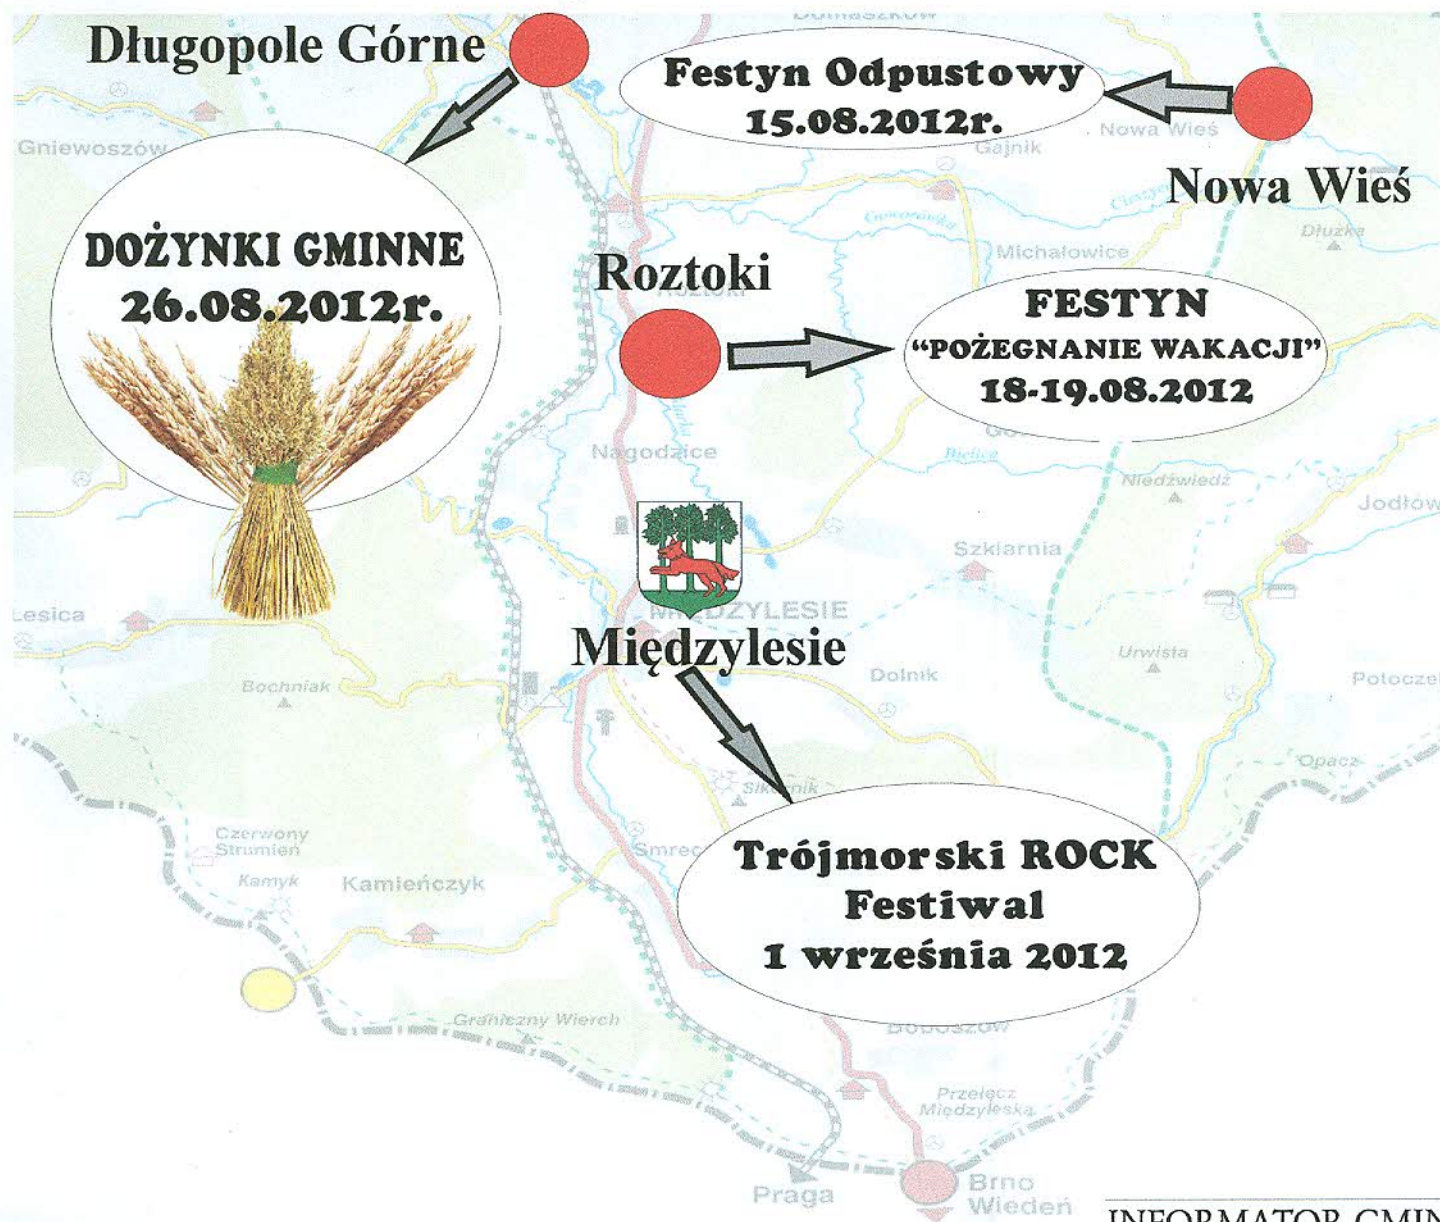 Długopole Górne
Festyn Odpustowy
15.08.2012r.
Nowa Wieś
Gajnik
Gniewoszów
Nowa Wieś
DOŻYNKI GMINNE
26.08.2012r.
Dłużka
Michałowice
Roztoki
FESTYN
“POŻEGNANIE WAKACJI”
18-19.08.2012
Nagodzice
Bielica
Niedźwiedź
Jodłów
Szklarnia
Lesica
MIĘDZYLESIE
Międzylesie
Dolnik
Urwista
Bochniak
Opacz
Trójmorski ROCK
Festiwal
1 września 2012
Czerwony
Strumień
Kamyk
Kamieńczyk
Graniczny Wierch
Boboszów
Przełęcz
Międzyleska
Praga
Brno
Wiedeń